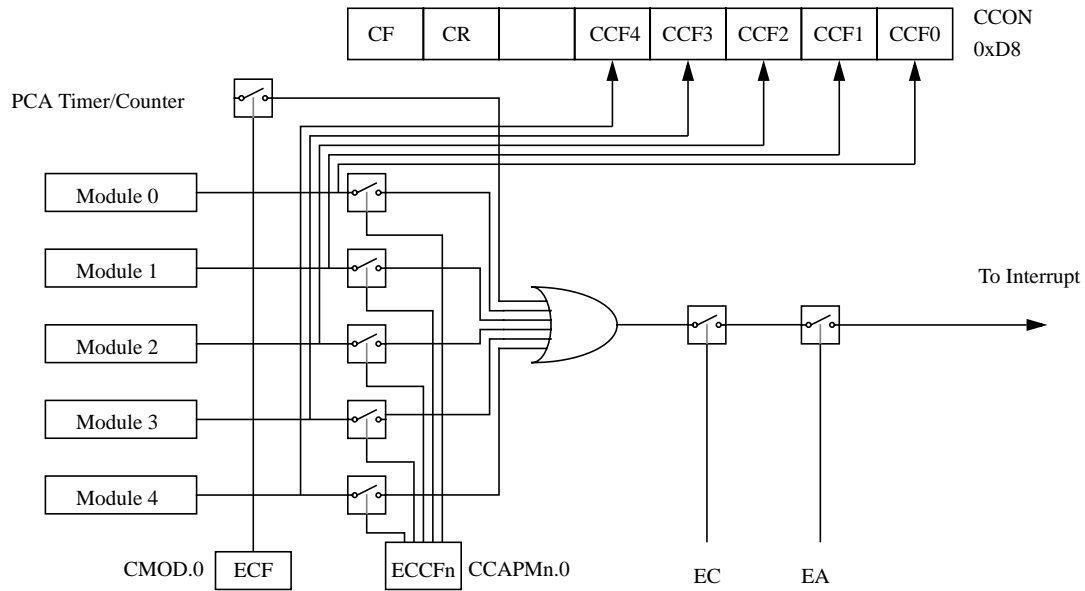 CF CR CCF4 CCF3 CCF2 CCF1 CCF0
CCON
0xD8
PCA Timer/Counter
Module 0
Module 1
Module 2
Module 3
Module 4
To Interrupt
CMOD.0 ECF
ECCFn CCAPMn.0
EC
EA